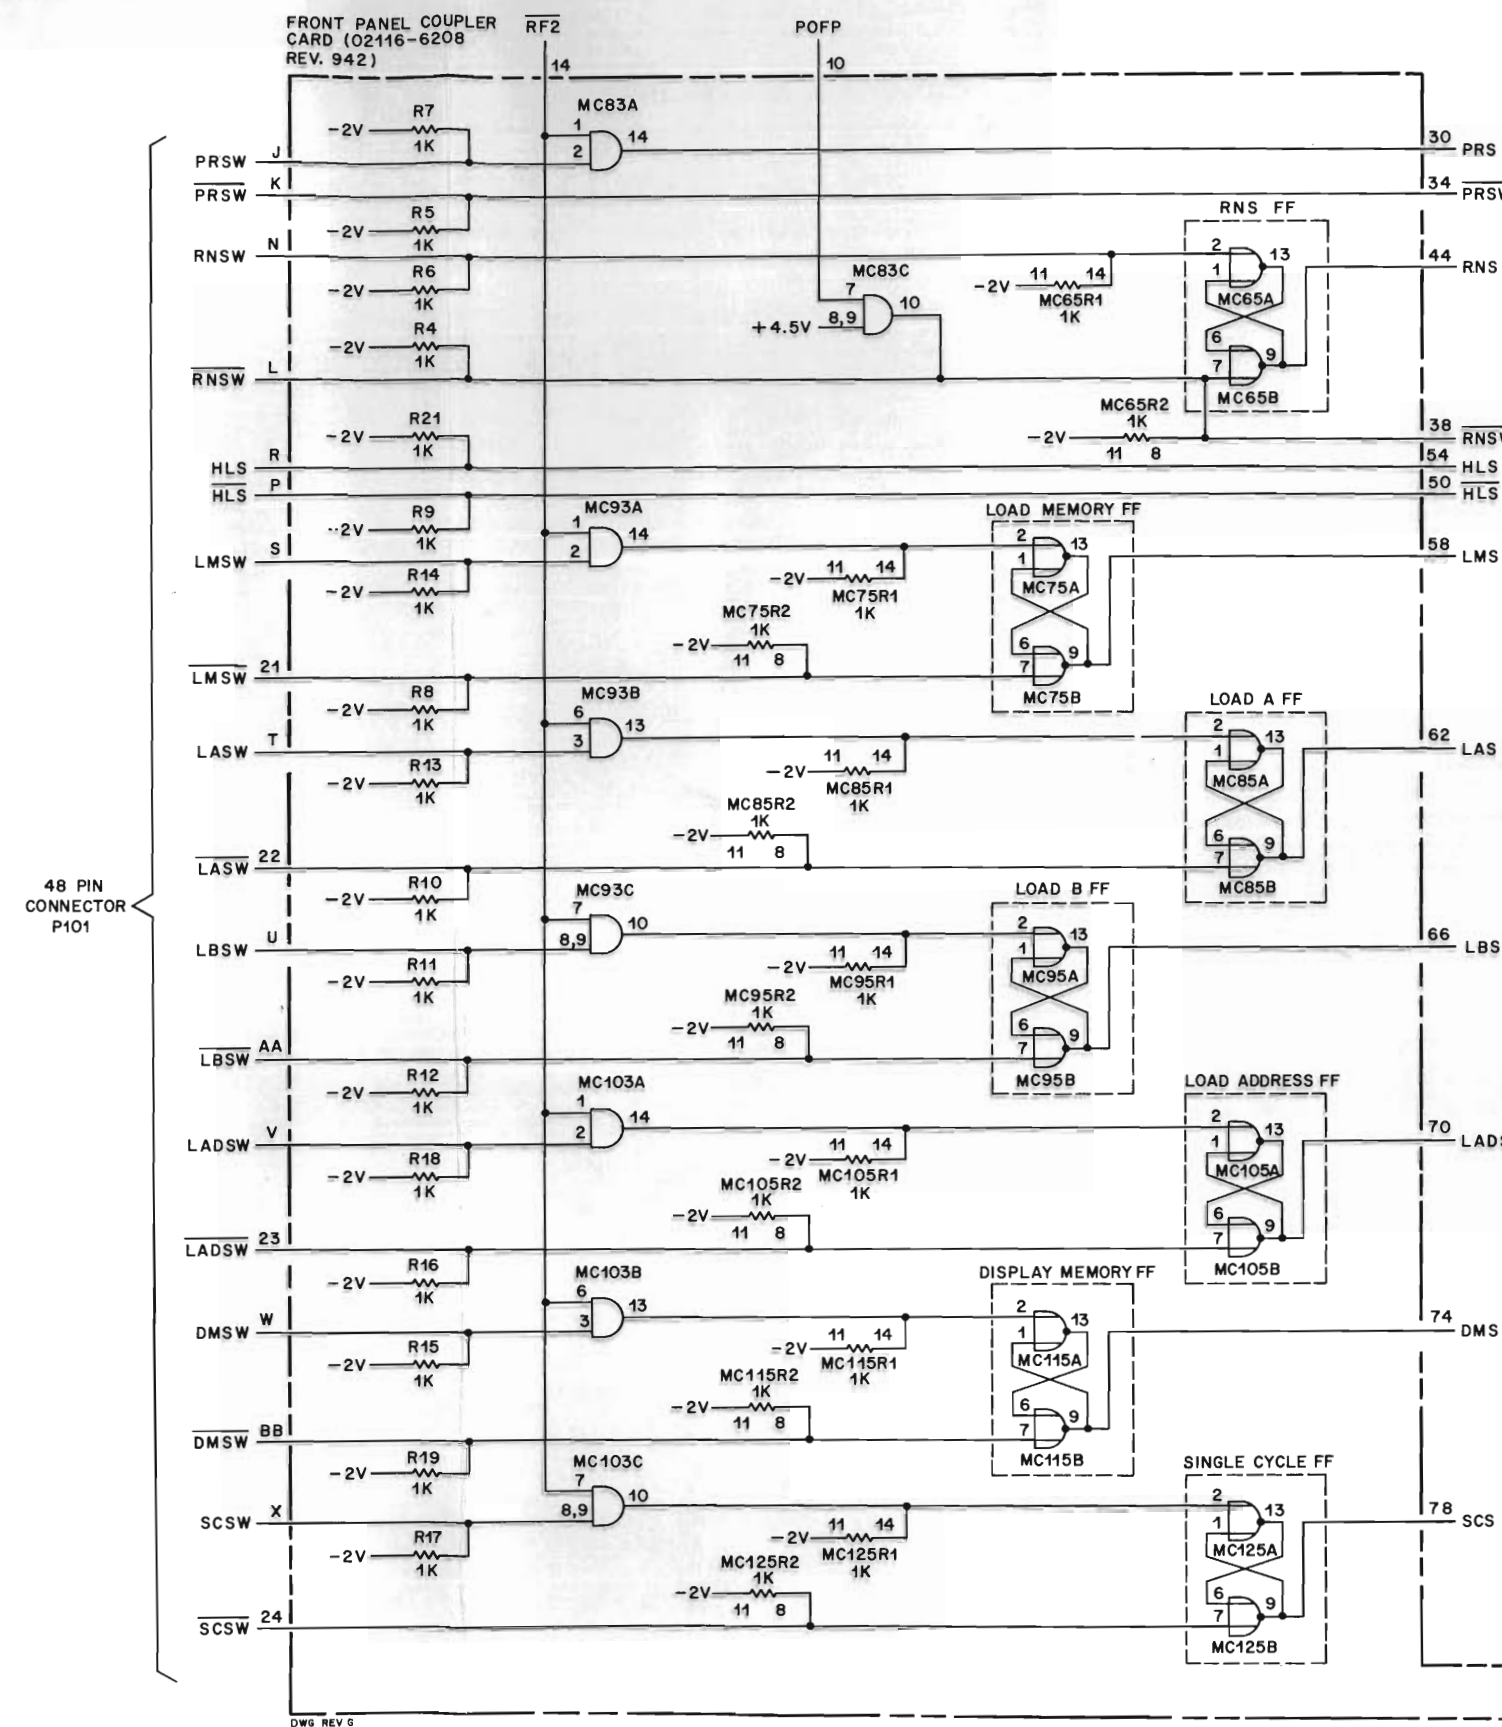 FRONT PANEL COUPLER
CARD (02116-6208
REV. 942)
RF2
POFP
14
10
MC83A
R7
-2V
1K
1
2
14
30
PRS
PRSW
J
PRSW
K
34
R5
-2V
1K
RNS FF
RNSW
N
R6
-2V
1K
MC83C
7
8,9
10
+4.5V
-2V
11
14
MC65R1
1K
2
1
13
MC65A
44
RNS
R4
-2V
1K
RNSW
L
6
7
9
MC65B
MC65R2
1K
-2V
11
8
38
R21
-2V
1K
HLS
R
54
HLS
HLS
P
50
HLS
R9
-2V
1K
MC93A
1
2
14
LOAD MEMORY FF
2
1
13
MC75A
58
LMS
LMSW
S
R14
-2V
1K
-2V
11
14
MC75R1
1K
MC75R2
1K
-2V
11
8
6
7
9
MC75B
LMSW
21
R8
-2V
1K
MC93B
6
3
13
LOAD A FF
2
1
13
MC85A
62
LAS
LASW
T
R13
-2V
1K
-2V
11
14
MC85R1
1K
MC85R2
1K
-2V
11
8
6
7
9
MC85B
LASW
22
48 PIN
CONNECTOR
P101
R10
-2V
1K
MC93C
7
8,9
10
LOAD B FF
2
1
13
MC95A
66
LBS
LBSW
U
R11
-2V
1K
-2V
11
14
MC95R1
1K
MC95R2
1K
-2V
11
8
6
7
9
MC95B
LBSW
AA
R12
-2V
1K
MC103A
1
2
14
LOAD ADDRESS FF
2
1
13
MC105A
70
LADSW
V
R18
-2V
1K
-2V
11
14
MC105R1
1K
MC105R2
1K
-2V
11
8
6
7
9
MC105B
LADSW
23
R16
-2V
1K
MC103B
6
3
13
DISPLAY MEMORY FF
2
1
13
MC115A
74
DMS
DMSW
W
R15
-2V
1K
-2V
11
14
MC115R1
1K
MC115R2
1K
-2V
11
8
6
7
9
MC115B
DMSW
BB
R19
-2V
1K
MC103C
7
8,9
10
SINGLE CYCLE FF
2
1
13
MC125A
78
SCS
SCSW
X
R17
-2V
1K
-2V
11
14
MC125R1
1K
MC125R2
1K
-2V
11
8
6
7
9
MC125B
SCSW
24
DWG REV G